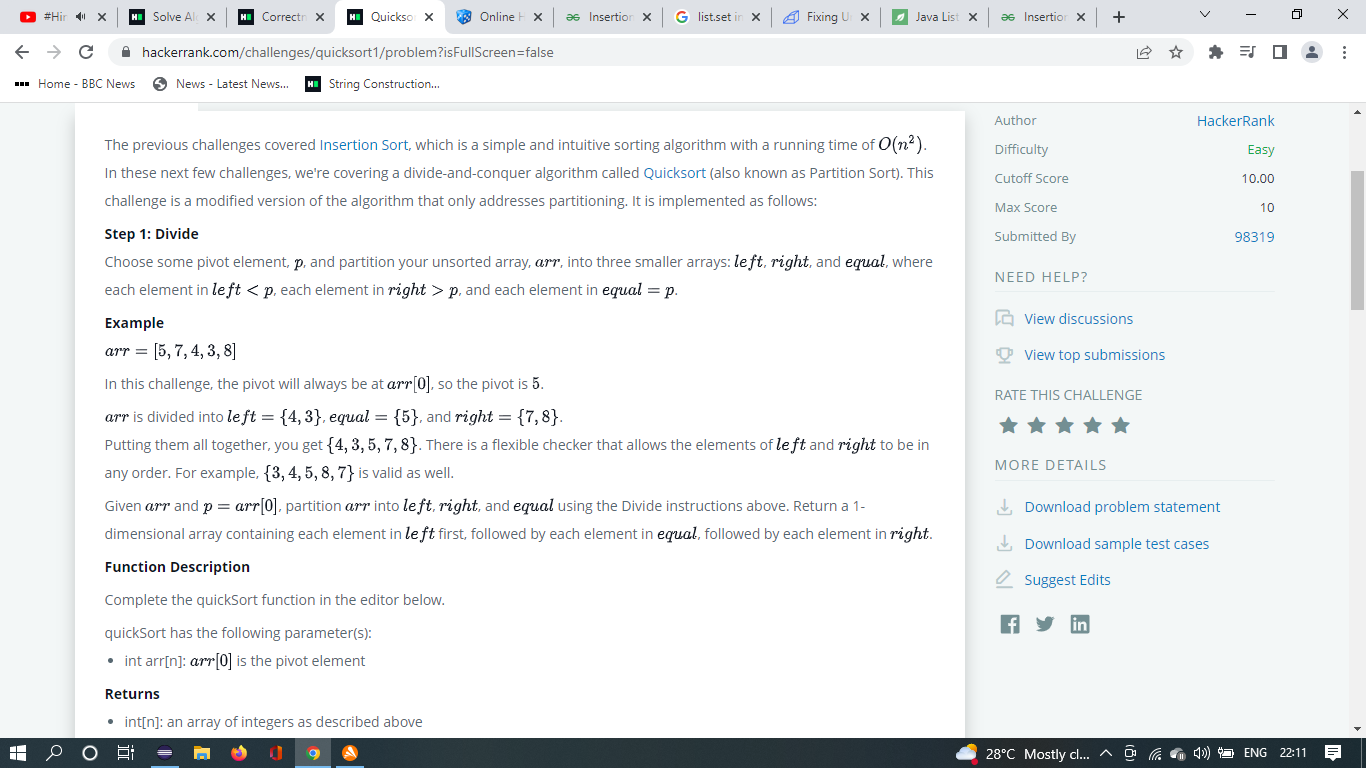 #Hir
Solve Al
Correctn
Quickso
Online H
Insertion
list.set in
Fixing U
Java List
Insertion
hackerrank.com/challenges/quicksort1/problem?isFullScreen=false
Home - BBC News
News - Latest News...
String Construction...
The previous challenges covered Insertion Sort, which is a simple and intuitive sorting algorithm with a running time of O(n²).
In these next few challenges, we're covering a divide-and-conquer algorithm called Quicksort (also known as Partition Sort). This
challenge is a modified version of the algorithm that only addresses partitioning. It is implemented as follows:
Step 1: Divide
Choose some pivot element, p, and partition your unsorted array, arr, into three smaller arrays: left, right, and equal, where
each element in left < p, each element in right > p, and each element in equal = p.
Example
arr = [5, 7, 4, 3, 8]
In this challenge, the pivot will always be at arr[0], so the pivot is 5.
arr is divided into left = {4, 3}, equal = {5}, and right = {7, 8}.
Putting them all together, you get {4, 3, 5, 7, 8}. There is a flexible checker that allows the elements of left and right to be in
any order. For example, {3, 4, 5, 8, 7} is valid as well.
Given arr and p = arr[0], partition arr into left, right, and equal using the Divide instructions above. Return a 1-
dimensional array containing each element in left first, followed by each element in equal, followed by each element in right.
Function Description
Complete the quickSort function in the editor below.
quickSort has the following parameter(s):
• int arr[n]: arr[0] is the pivot element
Returns
• int[n]: an array of integers as described above
Author HackerRank
Difficulty Easy
Cutoff Score 10.00
Max Score 10
Submitted By 98319
NEED HELP?
View discussions
View top submissions
RATE THIS CHALLENGE
MORE DETAILS
Download problem statement
Download sample test cases
Suggest Edits
28°C Mostly cl... ENG 22:11